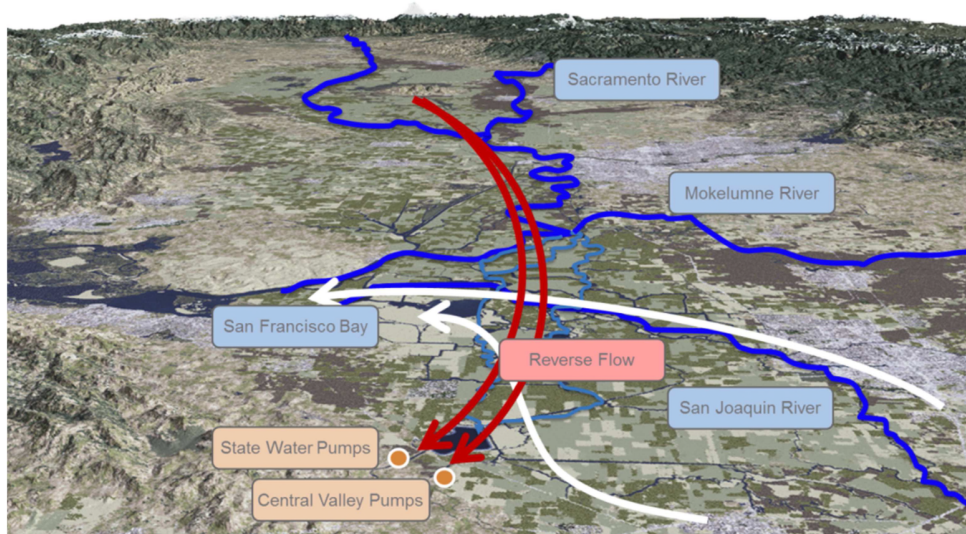 Sacramento River
Mokelumne River
San Francisco Bay
Reverse Flow
San Joaquin River
State Water Pumps
Central Valley Pumps